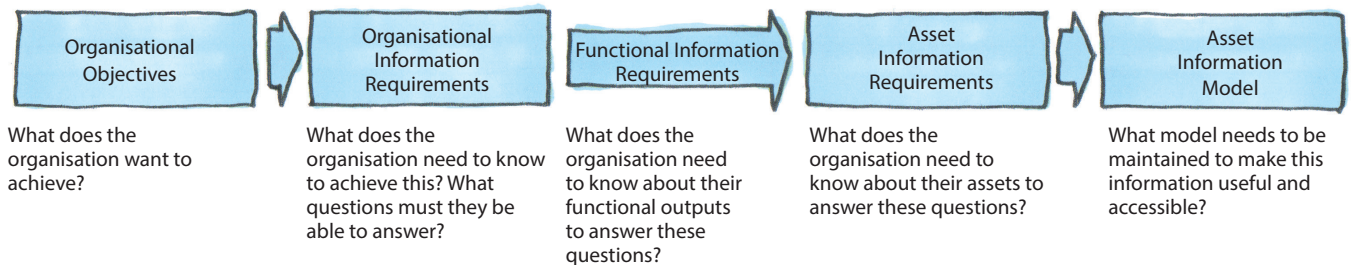 Organisational
Objectives
Organisational
Information
Requirements
Functional Information
Requirements
Asset
Information
Requirements
Asset
Information
Model
What does the
organisation want to
achieve?
What does the
organisation need to know
to achieve this? What
questions must they be
able to answer?
What does the
organisation need
to know about their
functional outputs
to answer these
questions?
What does the
organisation need to
know about their assets to
answer these questions?
What model needs to be
maintained to make this
information useful and
accessible?